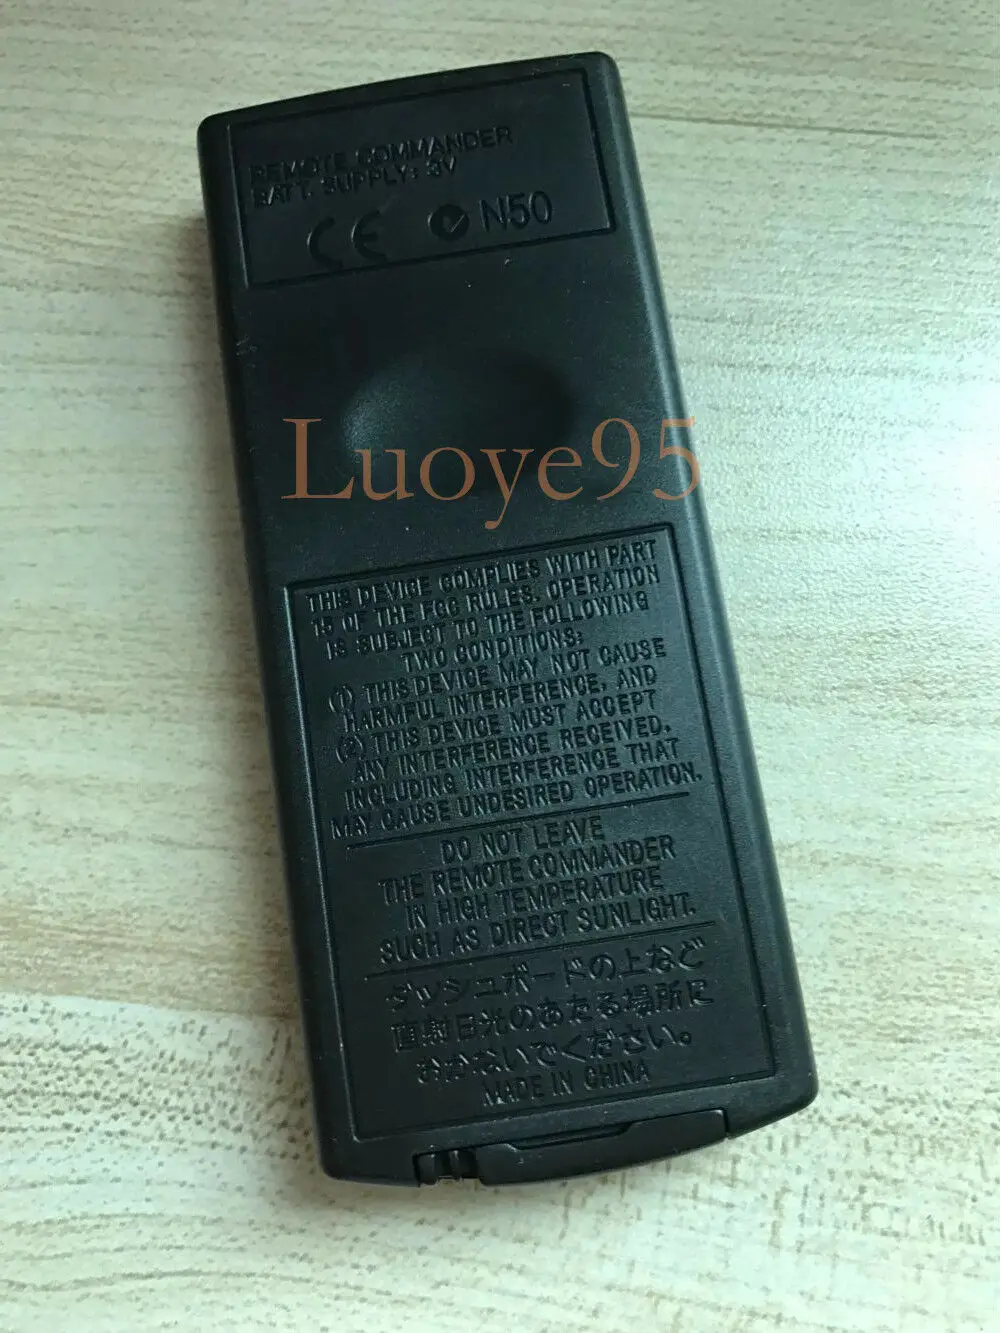 REMOTE COMMANDER
BATT. SUPPLY: 3V
CE N50
Luoye95
THIS DEVICE COMPLIES WITH PART
15 OF THE FCC RULES. OPERATION
IS SUBJECT TO THE FOLLOWING
TWO CONDITIONS:
(1) THIS DEVICE MAY NOT CAUSE
HARMFUL INTERFERENCE, AND
(2) THIS DEVICE MUST ACCEPT
ANY INTERFERENCE RECEIVED,
INCLUDING INTERFERENCE THAT
MAY CAUSE UNDESIRED OPERATION.
DO NOT LEAVE
THE REMOTE COMMANDER
IN HIGH TEMPERATURE
SUCH AS DIRECT SUNLIGHT.
ダッシュボードの上など
直射日光のあたる場所に
おかないでください。
MADE IN CHINA